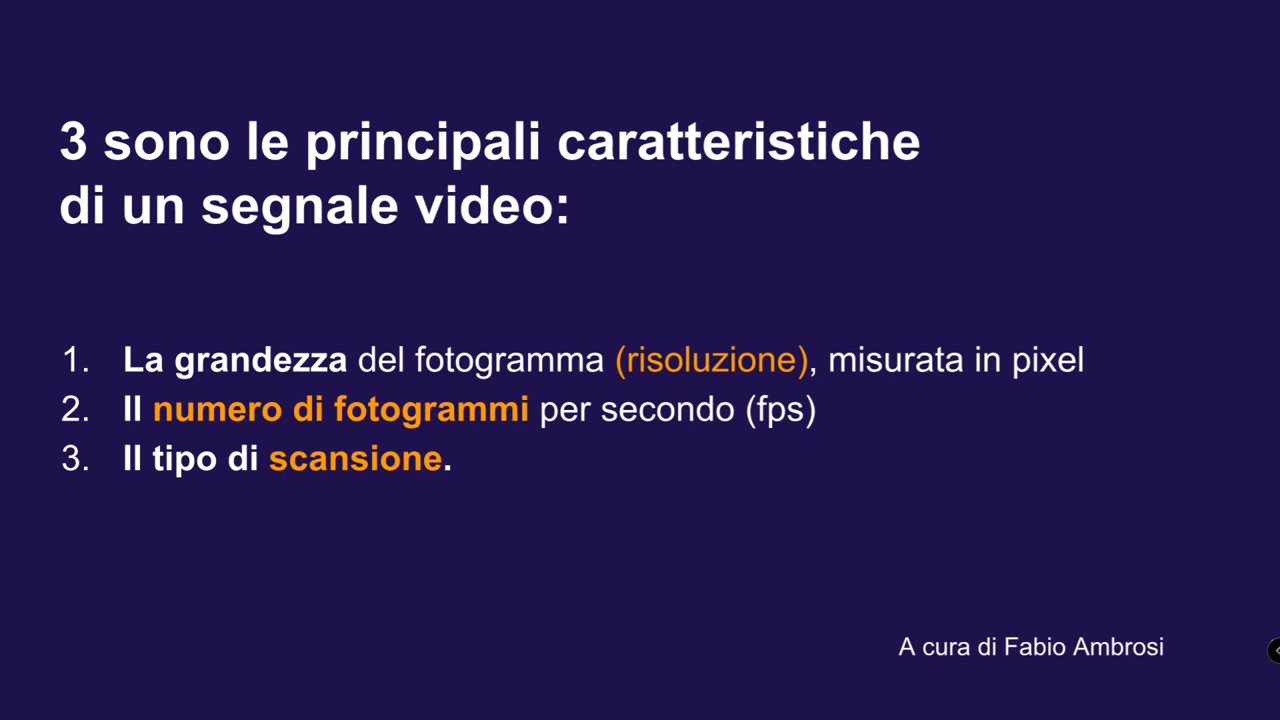 3 sono le principali caratteristiche
di un segnale video:
1. La grandezza del fotogramma (risoluzione), misurata in pixel
2. Il numero di fotogrammi per secondo (fps)
3. Il tipo di scansione.
A cura di Fabio Ambrosi